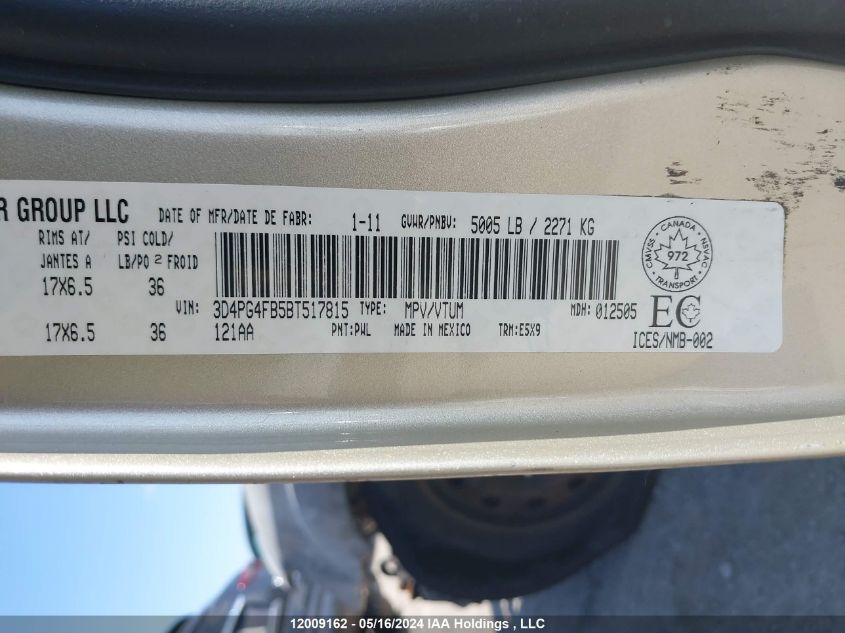 R GROUP LLC DATE OF MFR/DATE DE FABR: 1-11 GVWR/PNBV: 5005 LB / 2271 KG
RIMS AT/ PSI COLD/
JANTES A LB/PO 2 FROID
17X6.5 36
VIN: 3D4PG4FB5BT517815 TYPE: MPV/VTUM MDH: 012505
17X6.5 36 121AA PNT:PWL MADE IN MEXICO TRM:E5X9
CANADA
CMVSS NSVAC
972
TRANSPORT
EC
ICES/NMB-002
12009162 - 05/16/2024 IAA Holdings , LLC